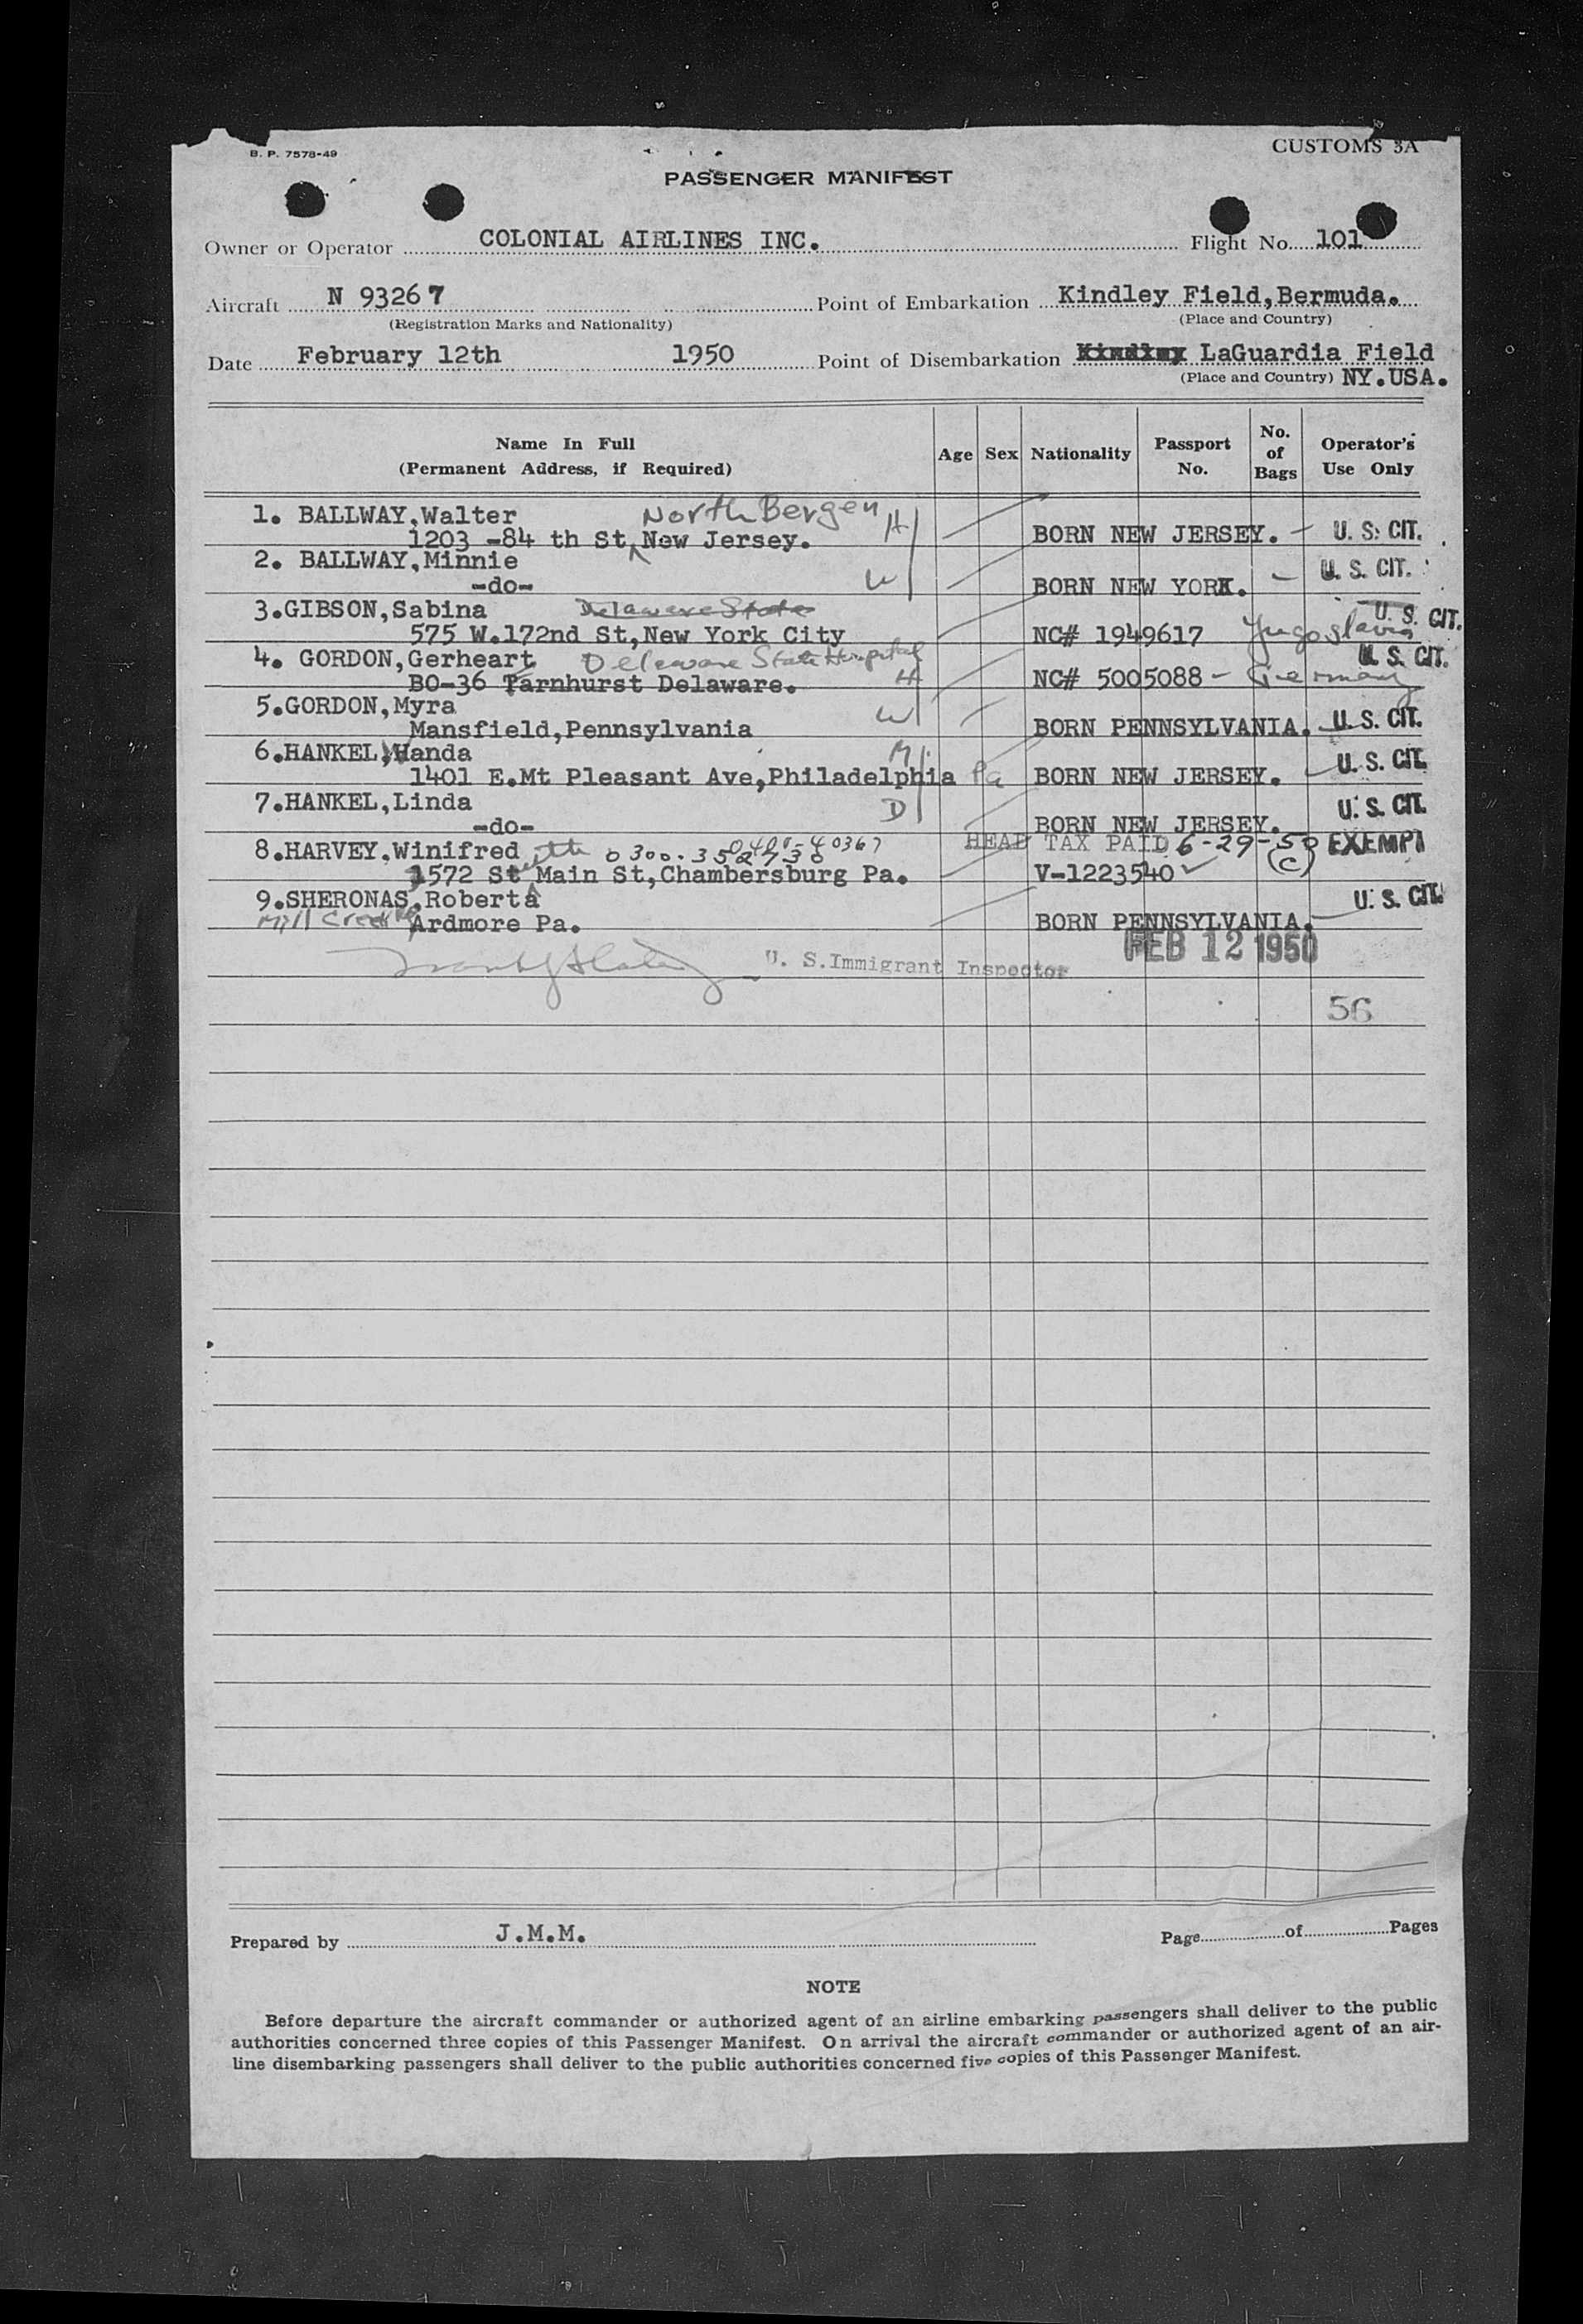 B. P. 7578-49
CUSTOMS 3A
PASSENGER MANIFEST
Owner or Operator COLONIAL AIRLINES INC. Flight No. 101
Aircraft N 93267 Point of Embarkation Kindley Field, Bermuda.
(Registration Marks and Nationality) (Place and Country)
Date February 12th 1950 Point of Disembarkation Kindley LaGuardia Field
(Place and Country) NY.USA.
Name In Full (Permanent Address, if Required) Age Sex Nationality Passport No. No. of Bags Operator's Use Only
1. BALLWAY, Walter North Bergen H
1203 -84 th St, New Jersey. BORN NEW JERSEY. - U. S. CIT.
2. BALLWAY, Minnie W
-do- BORN NEW YORK. - U. S. CIT.
3.GIBSON, Sabina Delaware State
575 W.172nd St, New York City NC# 1949617 Yugoslavia U. S. CIT.
4. GORDON, Gerheart Delaware State Hospital H
BO-36 Farnhurst Delaware. NC# 5005088 - Germany U. S. CIT.
5.GORDON, Myra W
Mansfield, Pennsylvania BORN PENNSYLVANIA. U. S. CIT.
6.HANKEL, Wanda M
1401 E.Mt Pleasant Ave, Philadelphia Pa BORN NEW JERSEY. U. S. CIT.
7.HANKEL, Linda D
-do- BORN NEW JERSEY. U. S. CIT.
8.HARVEY, Winifred 0300. HEAD TAX PAID 6-29-50 EXEMPT
1572 St Main St, Chambersburg Pa. V-1223540 (C)
9.SHERONAS, Roberta U. S. CIT.
Mill Creek Rd Ardmore Pa. BORN PENNSYLVANIA.
U. S. Immigrant Inspector FEB 12 1950
56
Prepared by J.M.M. Page of Pages
NOTE
Before departure the aircraft commander or authorized agent of an airline embarking passengers shall deliver to the public
authorities concerned three copies of this Passenger Manifest. On arrival the aircraft commander or authorized agent of an air-
line disembarking passengers shall deliver to the public authorities concerned five copies of this Passenger Manifest.